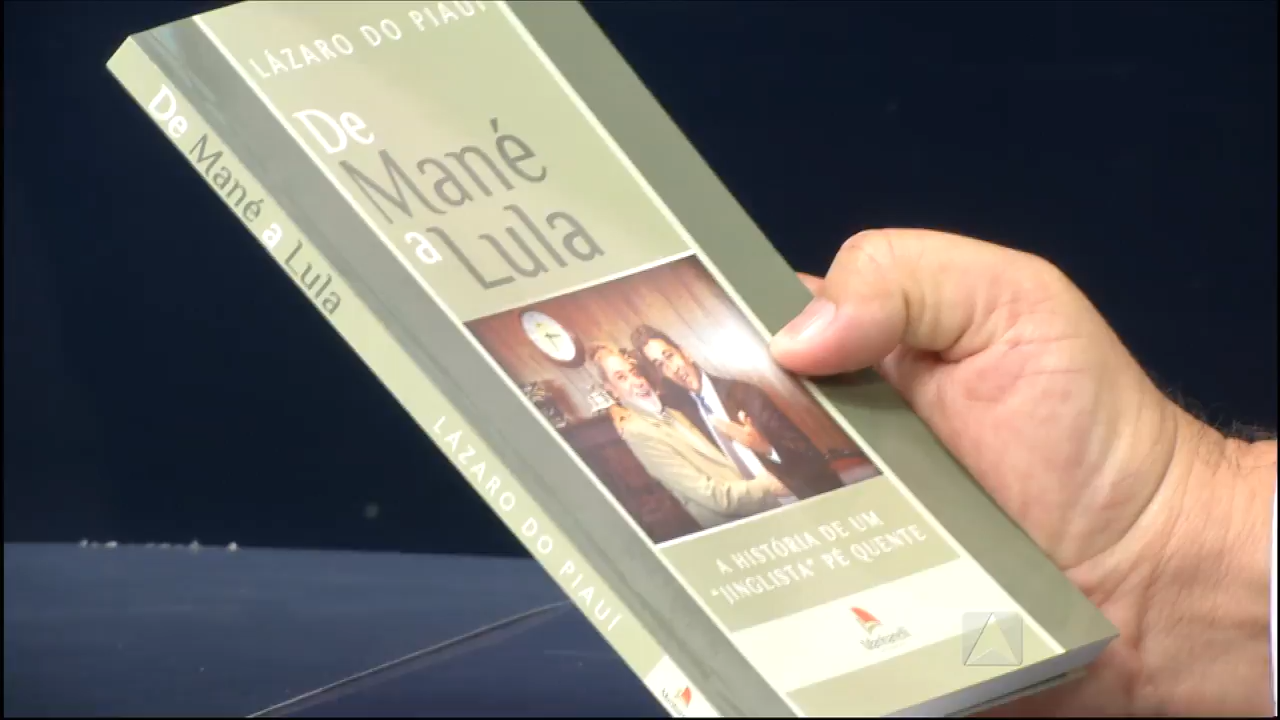 LÁZARO DO PIAUÍ
De
Mané
a Lula
A HISTÓRIA DE UM
"JINGLISTA" PÉ QUENTE
De Mané a Lula
LÁZARO DO PIAUÍ